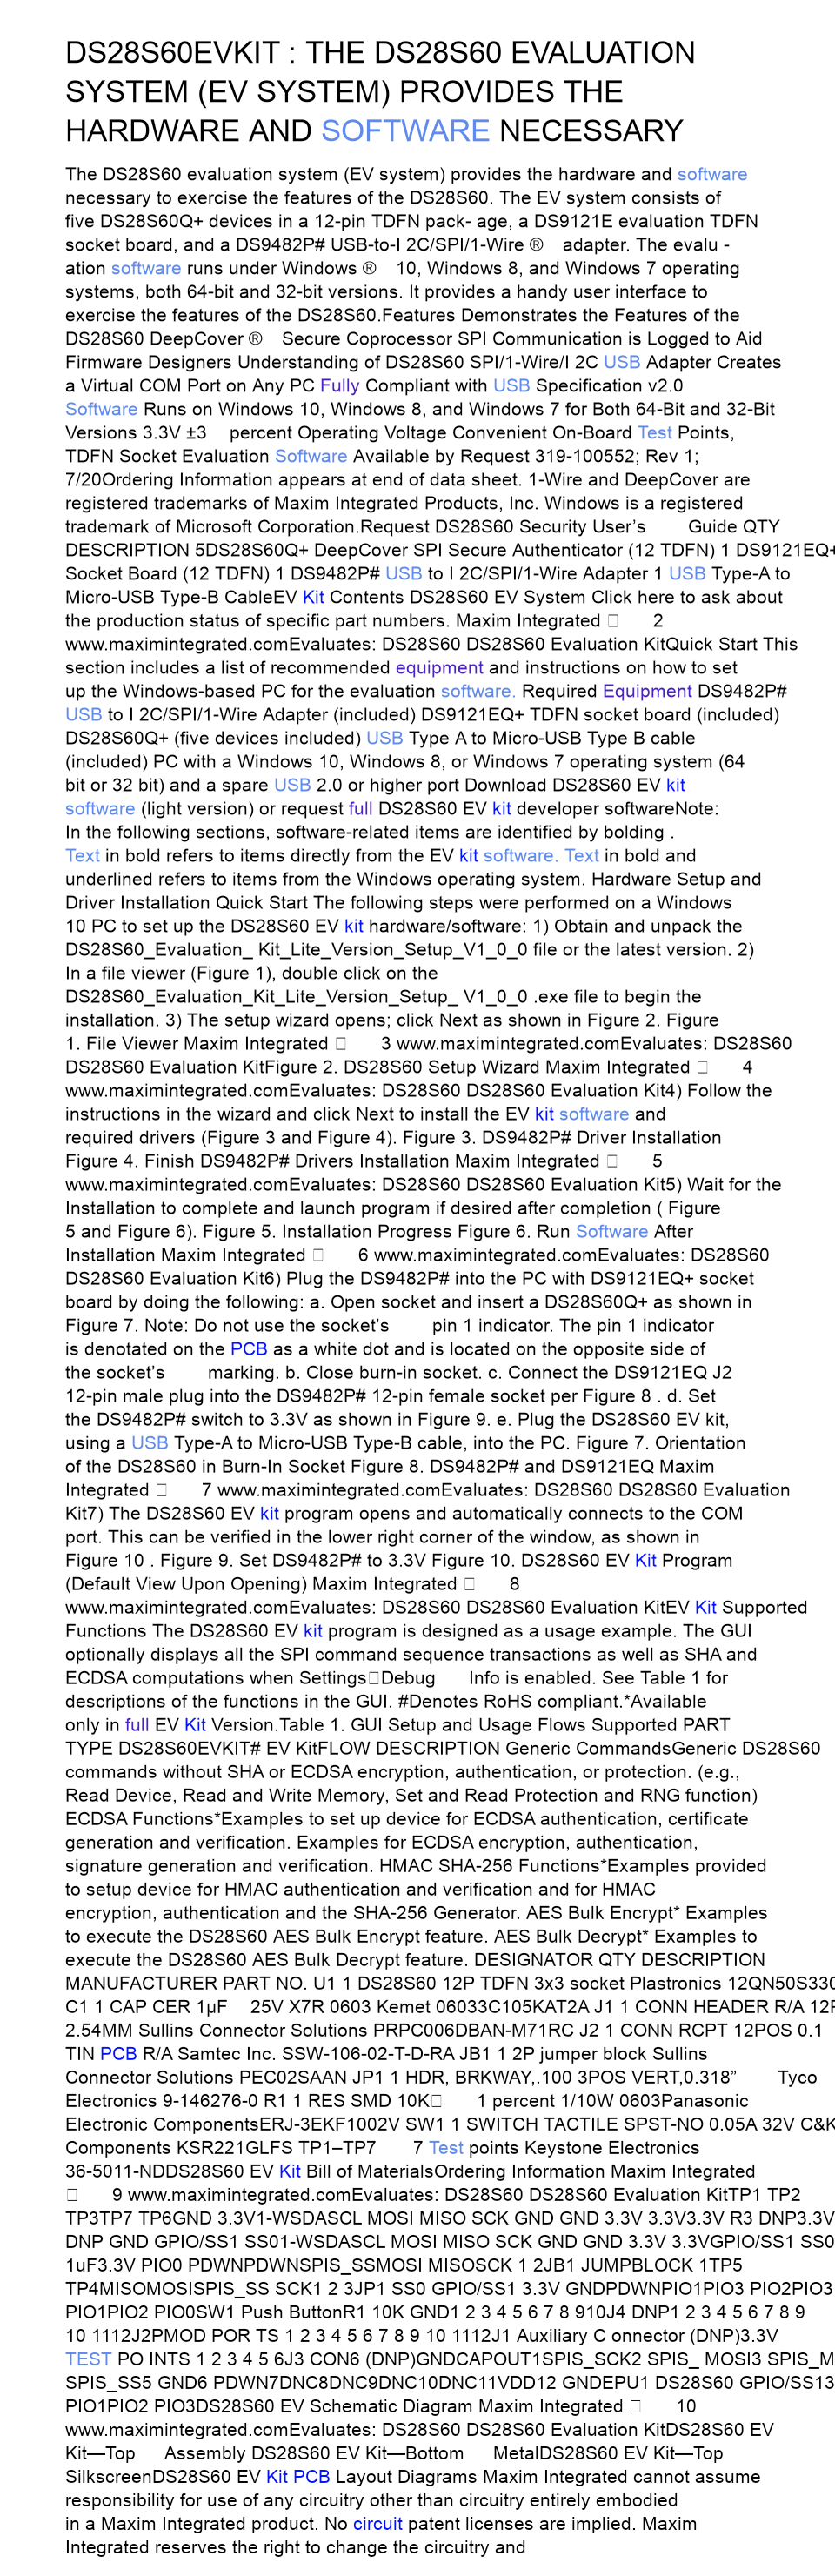 DS28S60EVKIT : THE DS28S60 EVALUATION
SYSTEM (EV SYSTEM) PROVIDES THE
HARDWARE AND SOFTWARE NECESSARY
The DS28S60 evaluation system (EV system) provides the hardware and software
necessary to exercise the features of the DS28S60. The EV system consists of
five DS28S60Q+ devices in a 12-pin TDFN pack- age, a DS9121E evaluation TDFN
socket board, and a DS9482P# USB-to-I 2C/SPI/1-Wire ® adapter. The evalu -
ation software runs under Windows ® 10, Windows 8, and Windows 7 operating
systems, both 64-bit and 32-bit versions. It provides a handy user interface to
exercise the features of the DS28S60.Features Demonstrates the Features of the
DS28S60 DeepCover ® Secure Coprocessor SPI Communication is Logged to Aid
Firmware Designers Understanding of DS28S60 SPI/1-Wire/I 2C USB Adapter Creates
a Virtual COM Port on Any PC Fully Compliant with USB Specification v2.0
Software Runs on Windows 10, Windows 8, and Windows 7 for Both 64-Bit and 32-Bit
Versions 3.3V ±3 percent Operating Voltage Convenient On-Board Test Points,
TDFN Socket Evaluation Software Available by Request 319-100552; Rev 1;
7/20Ordering Information appears at end of data sheet. 1-Wire and DeepCover are
registered trademarks of Maxim Integrated Products, Inc. Windows is a registered
trademark of Microsoft Corporation.Request DS28S60 Security User’s Guide QTY
DESCRIPTION 5DS28S60Q+ DeepCover SPI Secure Authenticator (12 TDFN) 1 DS9121EQ+
Socket Board (12 TDFN) 1 DS9482P# USB to I 2C/SPI/1-Wire Adapter 1 USB Type-A to
Micro-USB Type-B CableEV Kit Contents DS28S60 EV System Click here to ask about
the production status of specific part numbers. Maxim Integrated 2
www.maximintegrated.comEvaluates: DS28S60 DS28S60 Evaluation KitQuick Start This
section includes a list of recommended equipment and instructions on how to set
up the Windows-based PC for the evaluation software. Required Equipment DS9482P#
USB to I 2C/SPI/1-Wire Adapter (included) DS9121EQ+ TDFN socket board (included)
DS28S60Q+ (five devices included) USB Type A to Micro-USB Type B cable
(included) PC with a Windows 10, Windows 8, or Windows 7 operating system (64
bit or 32 bit) and a spare USB 2.0 or higher port Download DS28S60 EV kit
software (light version) or request full DS28S60 EV kit developer softwareNote:
In the following sections, software-related items are identified by bolding .
Text in bold refers to items directly from the EV kit software. Text in bold and
underlined refers to items from the Windows operating system. Hardware Setup and
Driver Installation Quick Start The following steps were performed on a Windows
10 PC to set up the DS28S60 EV kit hardware/software: 1) Obtain and unpack the
DS28S60_Evaluation_ Kit_Lite_Version_Setup_V1_0_0 file or the latest version. 2)
In a file viewer (Figure 1), double click on the
DS28S60_Evaluation_Kit_Lite_Version_Setup_ V1_0_0 .exe file to begin the
installation. 3) The setup wizard opens; click Next as shown in Figure 2. Figure
1. File Viewer Maxim Integrated 3 www.maximintegrated.comEvaluates: DS28S60
DS28S60 Evaluation KitFigure 2. DS28S60 Setup Wizard Maxim Integrated 4
www.maximintegrated.comEvaluates: DS28S60 DS28S60 Evaluation Kit4) Follow the
instructions in the wizard and click Next to install the EV kit software and
required drivers (Figure 3 and Figure 4). Figure 3. DS9482P# Driver Installation
Figure 4. Finish DS9482P# Drivers Installation Maxim Integrated 5
www.maximintegrated.comEvaluates: DS28S60 DS28S60 Evaluation Kit5) Wait for the
Installation to complete and launch program if desired after completion ( Figure
5 and Figure 6). Figure 5. Installation Progress Figure 6. Run Software After
Installation Maxim Integrated 6 www.maximintegrated.comEvaluates: DS28S60
DS28S60 Evaluation Kit6) Plug the DS9482P# into the PC with DS9121EQ+ socket
board by doing the following: a. Open socket and insert a DS28S60Q+ as shown in
Figure 7. Note: Do not use the socket’s pin 1 indicator. The pin 1 indicator
is denotated on the PCB as a white dot and is located on the opposite side of
the socket’s marking. b. Close burn-in socket. c. Connect the DS9121EQ J2
12-pin male plug into the DS9482P# 12-pin female socket per Figure 8 . d. Set
the DS9482P# switch to 3.3V as shown in Figure 9. e. Plug the DS28S60 EV kit,
using a USB Type-A to Micro-USB Type-B cable, into the PC. Figure 7. Orientation
of the DS28S60 in Burn-In Socket Figure 8. DS9482P# and DS9121EQ Maxim
Integrated 7 www.maximintegrated.comEvaluates: DS28S60 DS28S60 Evaluation
Kit7) The DS28S60 EV kit program opens and automatically connects to the COM
port. This can be verified in the lower right corner of the window, as shown in
Figure 10 . Figure 9. Set DS9482P# to 3.3V Figure 10. DS28S60 EV Kit Program
(Default View Upon Opening) Maxim Integrated 8
www.maximintegrated.comEvaluates: DS28S60 DS28S60 Evaluation KitEV Kit Supported
Functions The DS28S60 EV kit program is designed as a usage example. The GUI
optionally displays all the SPI command sequence transactions as well as SHA and
ECDSA computations when Settings Debug Info is enabled. See Table 1 for
descriptions of the functions in the GUI. #Denotes RoHS compliant.*Available
only in full EV Kit Version.Table 1. GUI Setup and Usage Flows Supported PART
TYPE DS28S60EVKIT# EV KitFLOW DESCRIPTION Generic CommandsGeneric DS28S60
commands without SHA or ECDSA encryption, authentication, or protection. (e.g.,
Read Device, Read and Write Memory, Set and Read Protection and RNG function)
ECDSA Functions*Examples to set up device for ECDSA authentication, certificate
generation and verification. Examples for ECDSA encryption, authentication,
signature generation and verification. HMAC SHA-256 Functions*Examples provided
to setup device for HMAC authentication and verification and for HMAC
encryption, authentication and the SHA-256 Generator. AES Bulk Encrypt* Examples
to execute the DS28S60 AES Bulk Encrypt feature. AES Bulk Decrypt* Examples to
execute the DS28S60 AES Bulk Decrypt feature. DESIGNATOR QTY DESCRIPTION
MANUFACTURER PART NO. U1 1 DS28S60 12P TDFN 3x3 socket Plastronics 12QN50S330
C1 1 CAP CER 1µF 25V X7R 0603 Kemet 06033C105KAT2A J1 1 CONN HEADER R/A 12P
2.54MM Sullins Connector Solutions PRPC006DBAN-M71RC J2 1 CONN RCPT 12POS 0.1
TIN PCB R/A Samtec Inc. SSW-106-02-T-D-RA JB1 1 2P jumper block Sullins
Connector Solutions PEC02SAAN JP1 1 HDR, BRKWAY,.100 3POS VERT,0.318” Tyco
Electronics 9-146276-0 R1 1 RES SMD 10K 1 percent 1/10W 0603Panasonic
Electronic ComponentsERJ-3EKF1002V SW1 1 SWITCH TACTILE SPST-NO 0.05A 32V C&K
Components KSR221GLFS TP1–TP7 7 Test points Keystone Electronics
36-5011-NDDS28S60 EV Kit Bill of MaterialsOrdering Information Maxim Integrated
9 www.maximintegrated.comEvaluates: DS28S60 DS28S60 Evaluation KitTP1 TP2
TP3TP7 TP6GND 3.3V1-WSDASCL MOSI MISO SCK GND GND 3.3V 3.3V3.3V R3 DNP3.3V
DNP GND GPIO/SS1 SS01-WSDASCL MOSI MISO SCK GND GND 3.3V 3.3VGPIO/SS1 SS0
1uF3.3V PIO0 PDWNPDWNSPIS_SSMOSI MISOSCK 1 2JB1 JUMPBLOCK 1TP5
TP4MISOMOSISPIS_SS SCK1 2 3JP1 SS0 GPIO/SS1 3.3V GNDPDWNPIO1PIO3 PIO2PIO3
PIO1PIO2 PIO0SW1 Push ButtonR1 10K GND1 2 3 4 5 6 7 8 910J4 DNP1 2 3 4 5 6 7 8 9
10 1112J2PMOD POR TS 1 2 3 4 5 6 7 8 9 10 1112J1 Auxiliary C onnector (DNP)3.3V
TEST PO INTS 1 2 3 4 5 6J3 CON6 (DNP)GNDCAPOUT1SPIS_SCK2 SPIS_ MOSI3 SPIS_M
SPIS_SS5 GND6 PDWN7DNC8DNC9DNC10DNC11VDD12 GNDEPU1 DS28S60 GPIO/SS13
PIO1PIO2 PIO3DS28S60 EV Schematic Diagram Maxim Integrated 10
www.maximintegrated.comEvaluates: DS28S60 DS28S60 Evaluation KitDS28S60 EV
Kit—Top Assembly DS28S60 EV Kit—Bottom MetalDS28S60 EV Kit—Top
SilkscreenDS28S60 EV Kit PCB Layout Diagrams Maxim Integrated cannot assume
responsibility for use of any circuitry other than circuitry entirely embodied
in a Maxim Integrated product. No circuit patent licenses are implied. Maxim
Integrated reserves the right to change the circuitry and